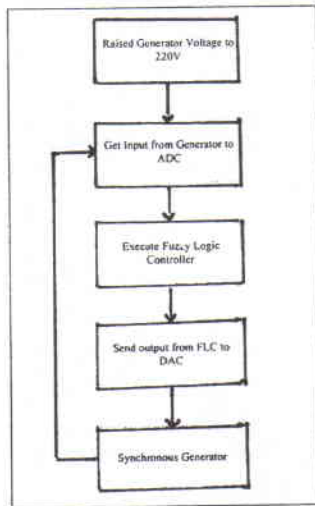 Raised Generator Voltage to
220V
Get Input from Generator to
ADC
Execute Fuzzy Logic
Controller
Send output from FLC to
DAC
Synchronous Generator